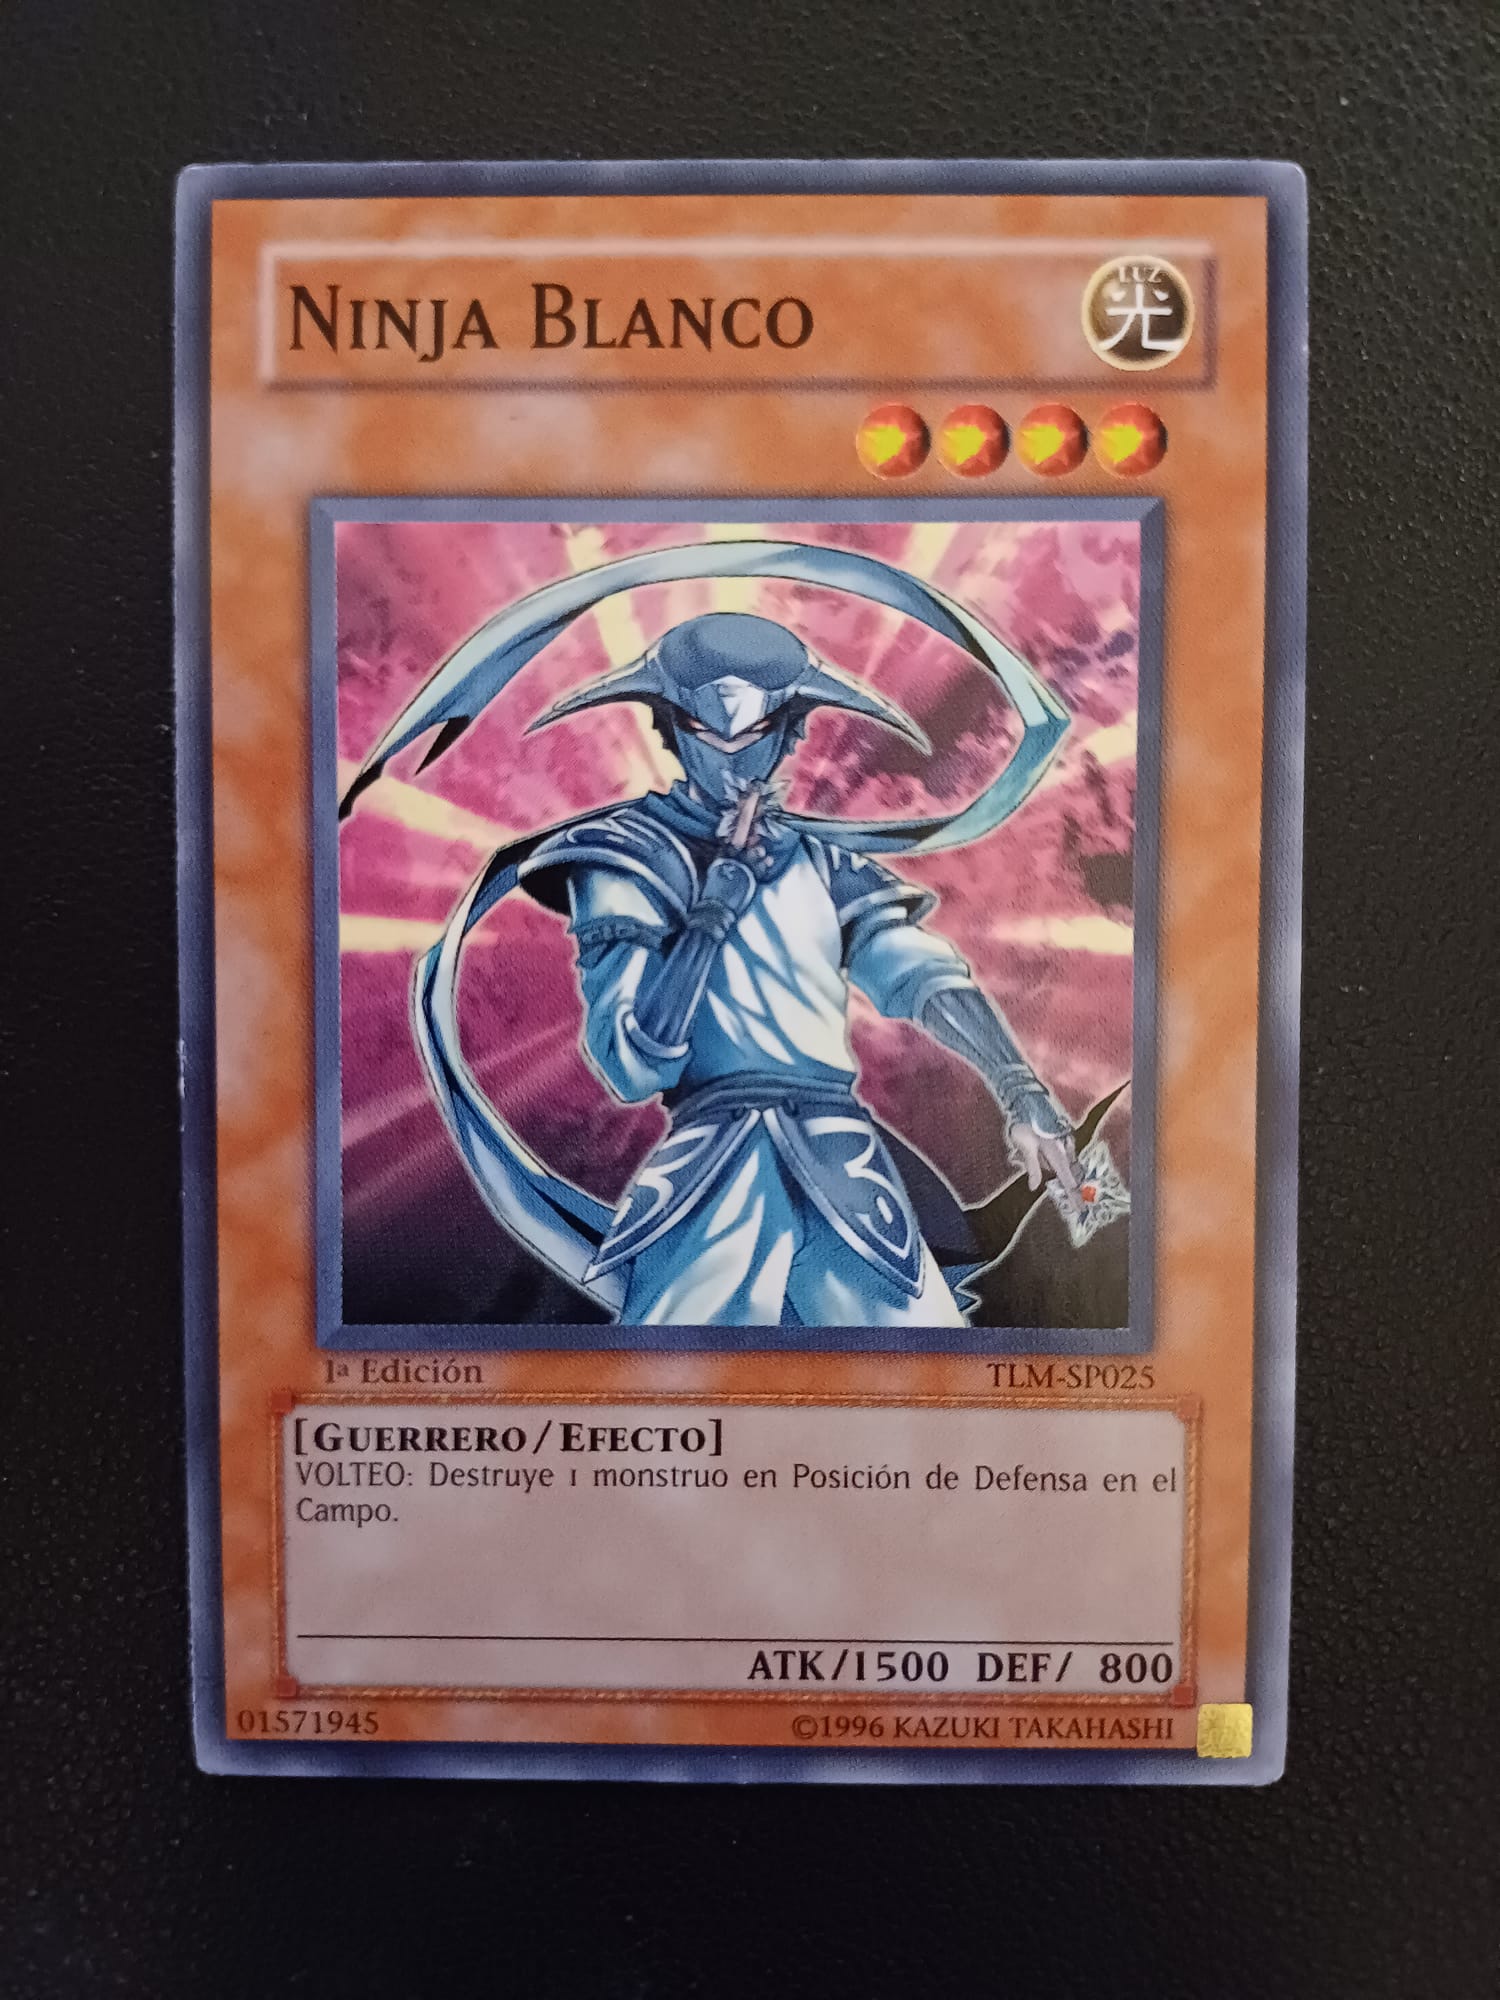 Ninja Blanco
LUZ
光
1ª Edición
TLM-SP025
[Guerrero/Efecto]
VOLTEO: Destruye 1 monstruo en Posición de Defensa en el
Campo.
ATK/1500 DEF/ 800
01571945
©1996 KAZUKI TAKAHASHI